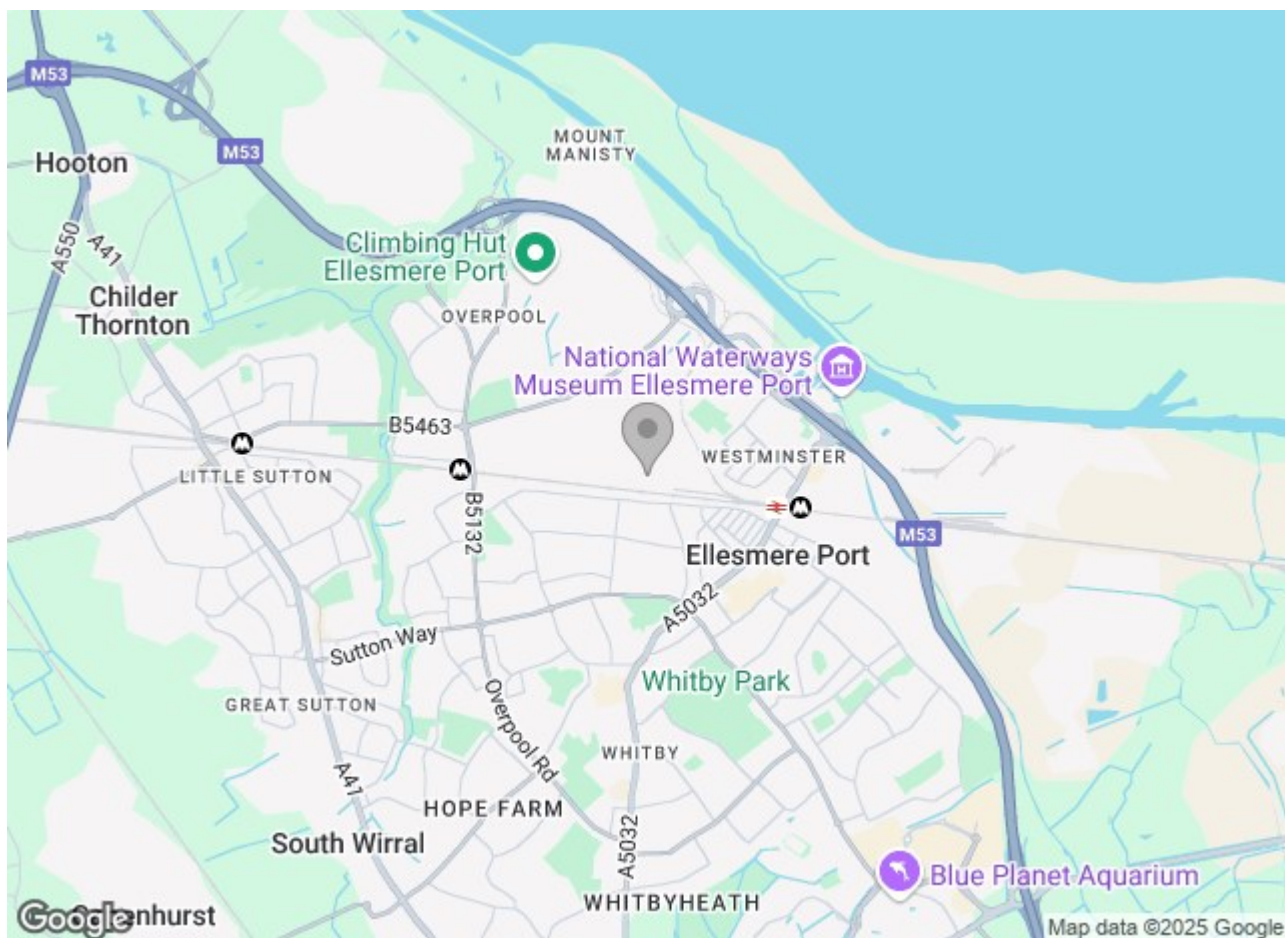 M53
MOUNT
MANISTY
M53
Hooton
A550
A41
Climbing Hut
Ellesmere Port
Childer
Thornton
OVERPOOL
National Waterways
Museum Ellesmere Port
B5463
WESTMINSTER
LITTLE SUTTON
B5132
M53
Ellesmere Port
A5032
Sutton Way
Whitby Park
GREAT SUTTON
Overpool Rd
WHITBY
A41
HOPE FARM
South Wirral
A5032
Blue Planet Aquarium
WHITBYHEATH
Google
Map data ©2025 Google